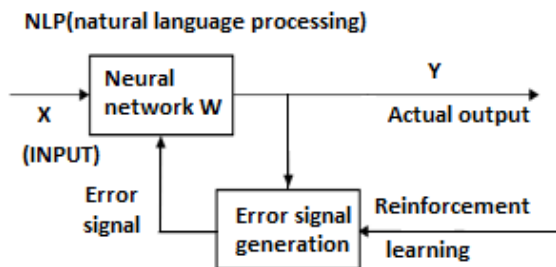 NLP(natural language processing)
Neural
network W
X
(INPUT)
Y
Actual output
Error
signal
Error signal
generation
Reinforcement
learning